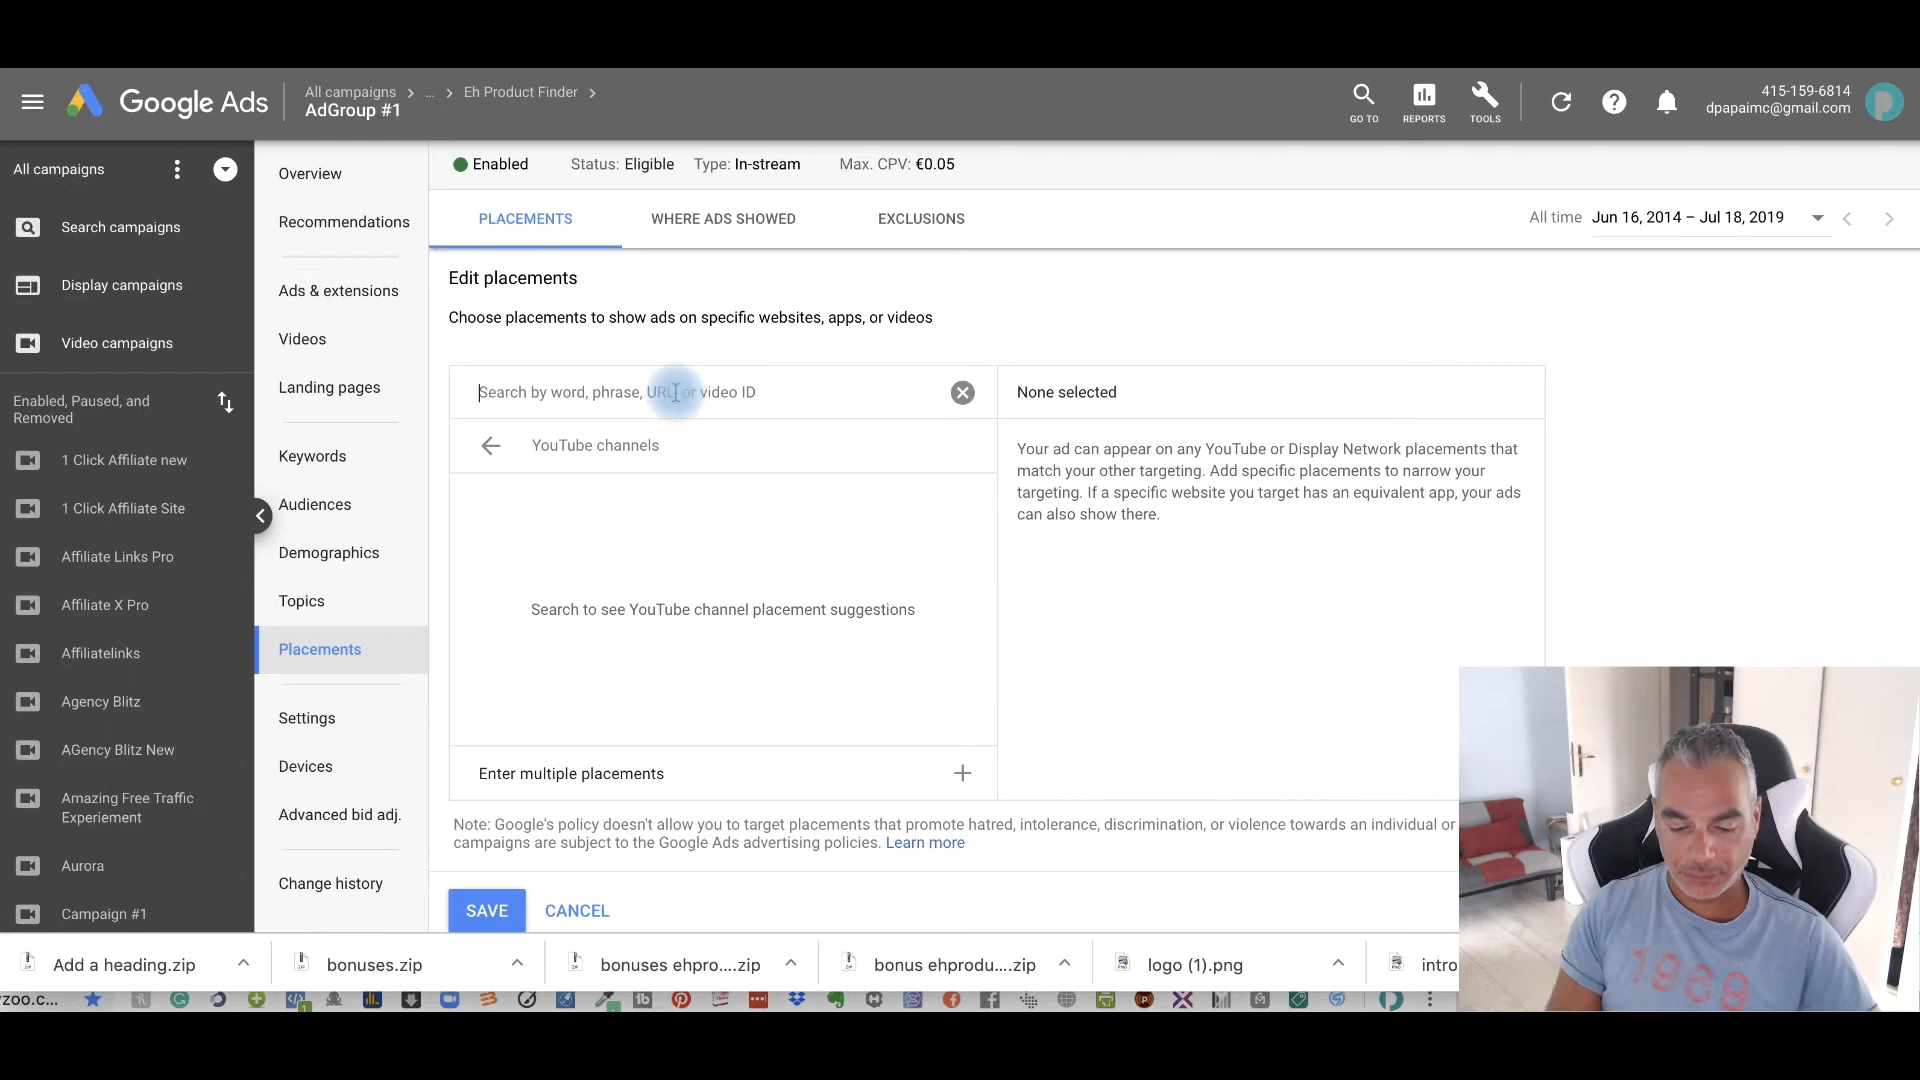 Google Ads
All campaigns > ... > Eh Product Finder >
AdGroup #1
GO TO
REPORTS
TOOLS
415-159-6814
dpapaimc@gmail.com
All campaigns
Search campaigns
Display campaigns
Video campaigns
Enabled, Paused, and
Removed
1 Click Affiliate new
1 Click Affiliate Site
Affiliate Links Pro
Affiliate X Pro
Affiliatelinks
Agency Blitz
AGency Blitz New
Amazing Free Traffic
Experiement
Aurora
Campaign #1
Overview
Recommendations
Ads & extensions
Videos
Landing pages
Keywords
Audiences
Demographics
Topics
Placements
Settings
Devices
Advanced bid adj.
Change history
Enabled Status: Eligible Type: In-stream Max. CPV: €0.05
PLACEMENTS
WHERE ADS SHOWED
EXCLUSIONS
All time Jun 16, 2014 – Jul 18, 2019
Edit placements
Choose placements to show ads on specific websites, apps, or videos
Search by word, phrase, URL or video ID
YouTube channels
Search to see YouTube channel placement suggestions
Enter multiple placements
None selected
Your ad can appear on any YouTube or Display Network placements that
match your other targeting. Add specific placements to narrow your
targeting. If a specific website you target has an equivalent app, your ads
can also show there.
Note: Google's policy doesn't allow you to target placements that promote hatred, intolerance, discrimination, or violence towards an individual or
campaigns are subject to the Google Ads advertising policies. Learn more
SAVE
CANCEL
1969
Add a heading.zip
bonuses.zip
bonuses ehpro....zip
bonus ehprodu....zip
logo (1).png
intro
zoo.c...